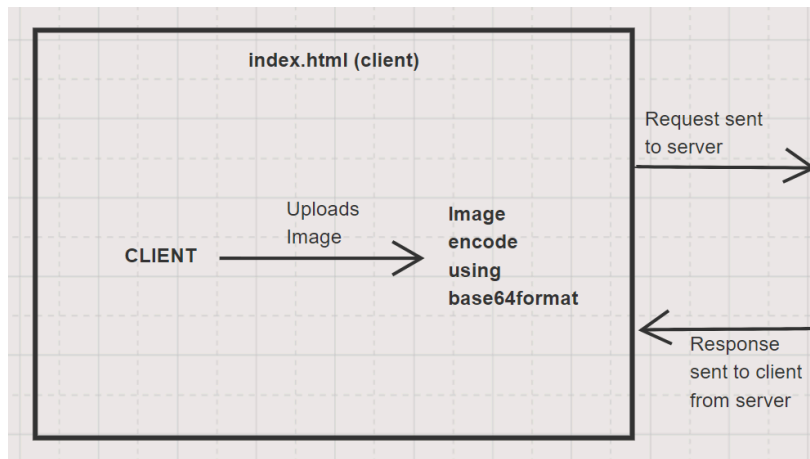 index.html (client)
Request sent
to server
Uploads
Image
CLIENT
Image
encode
using
base64format
Response
sent to client
from server